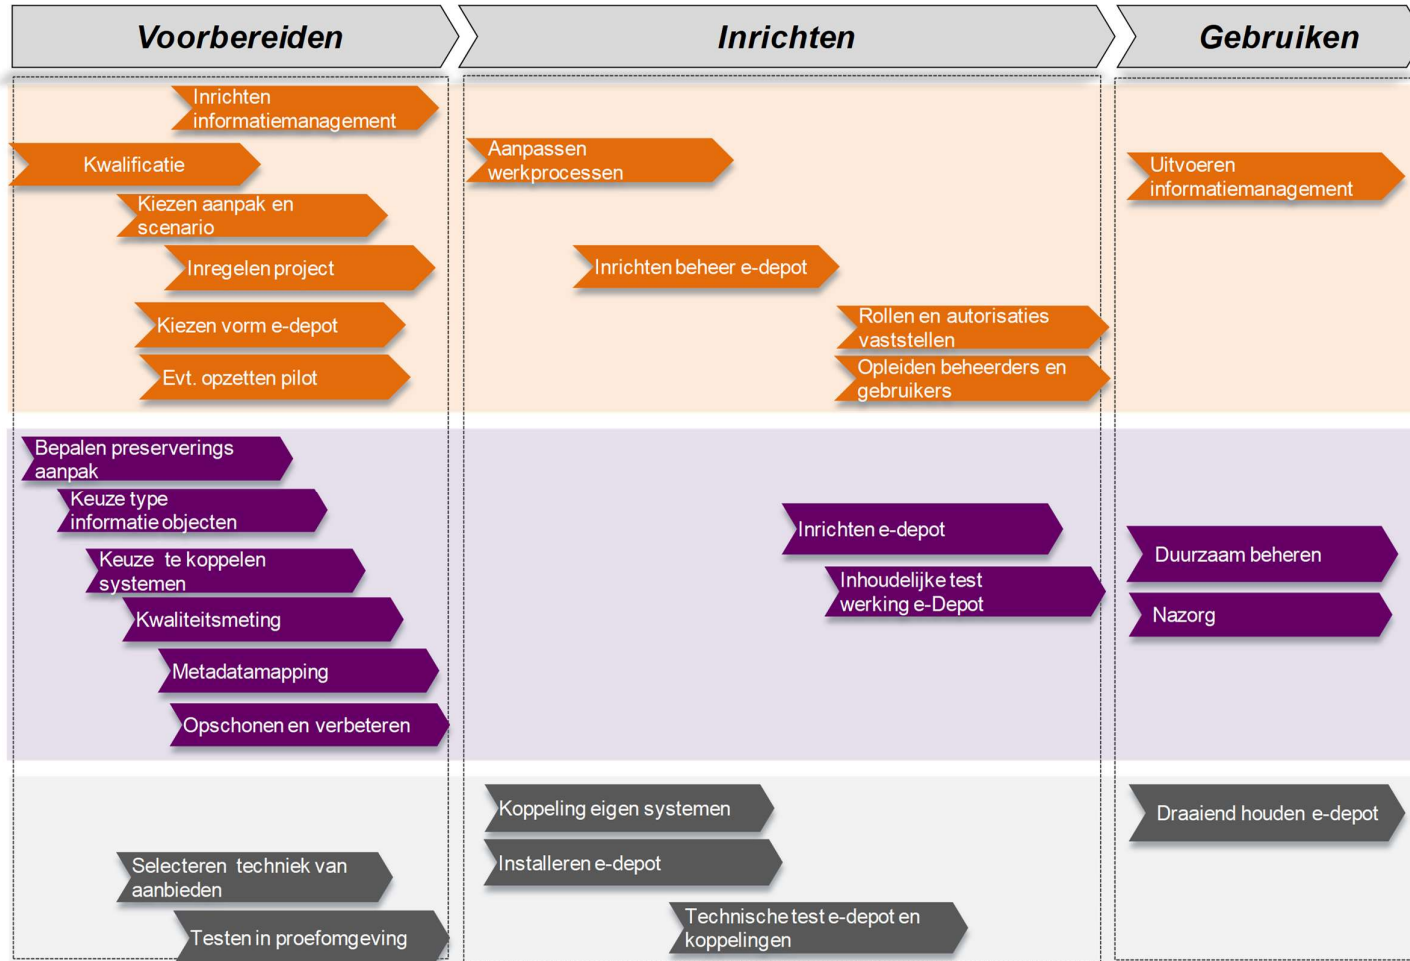 Voorbereiden
Inrichten
Gebruiken
Inrichten
informatiemanagement
Kwalificatie
Kiezen aanpak en
scenario
Inregelen project
Kiezen vorm e-depot
Evt. opzetten pilot
Aanpassen
werkprocessen
Inrichten beheer e-depot
Rollen en autorisaties
vaststellen
Opleiden beheerders en
gebruikers
Uitvoeren
informatiemanagement
Bepalen preserverings
aanpak
Keuze type
informatie objecten
Keuze te koppelen
systemen
Kwaliteitsmeting
Metadatamapping
Opschonen en verbeteren
Inrichten e-depot
Inhoudelijke test
werking e-Depot
Duurzaam beheren
Nazorg
Selecteren techniek van
aanbieden
Testen in proefomgeving
Koppeling eigen systemen
Installeren e-depot
Technische test e-depot en
koppelingen
Draaiend houden e-depot